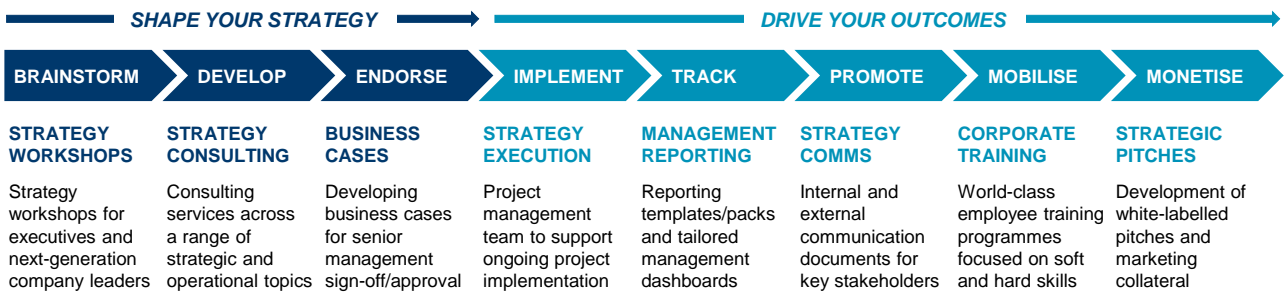 SHAPE YOUR STRATEGY
DRIVE YOUR OUTCOMES
BRAINSTORM
DEVELOP
ENDORSE
IMPLEMENT
TRACK
PROMOTE
MOBILISE
MONETISE
STRATEGY
WORKSHOPS
Strategy
workshops for
executives and
next-generation
company leaders
STRATEGY
CONSULTING
Consulting
services across
a range of
strategic and
operational topics
BUSINESS
CASES
Developing
business cases
for senior
management
sign-off/approval
STRATEGY
EXECUTION
Project
management
team to support
ongoing project
implementation
MANAGEMENT
REPORTING
Reporting
templates/packs
and tailored
management
dashboards
STRATEGY
COMMS
Internal and
external
communication
documents for
key stakeholders
CORPORATE
TRAINING
World-class
employee training
programmes
focused on soft
and hard skills
STRATEGIC
PITCHES
Development of
white-labelled
pitches and
marketing
collateral